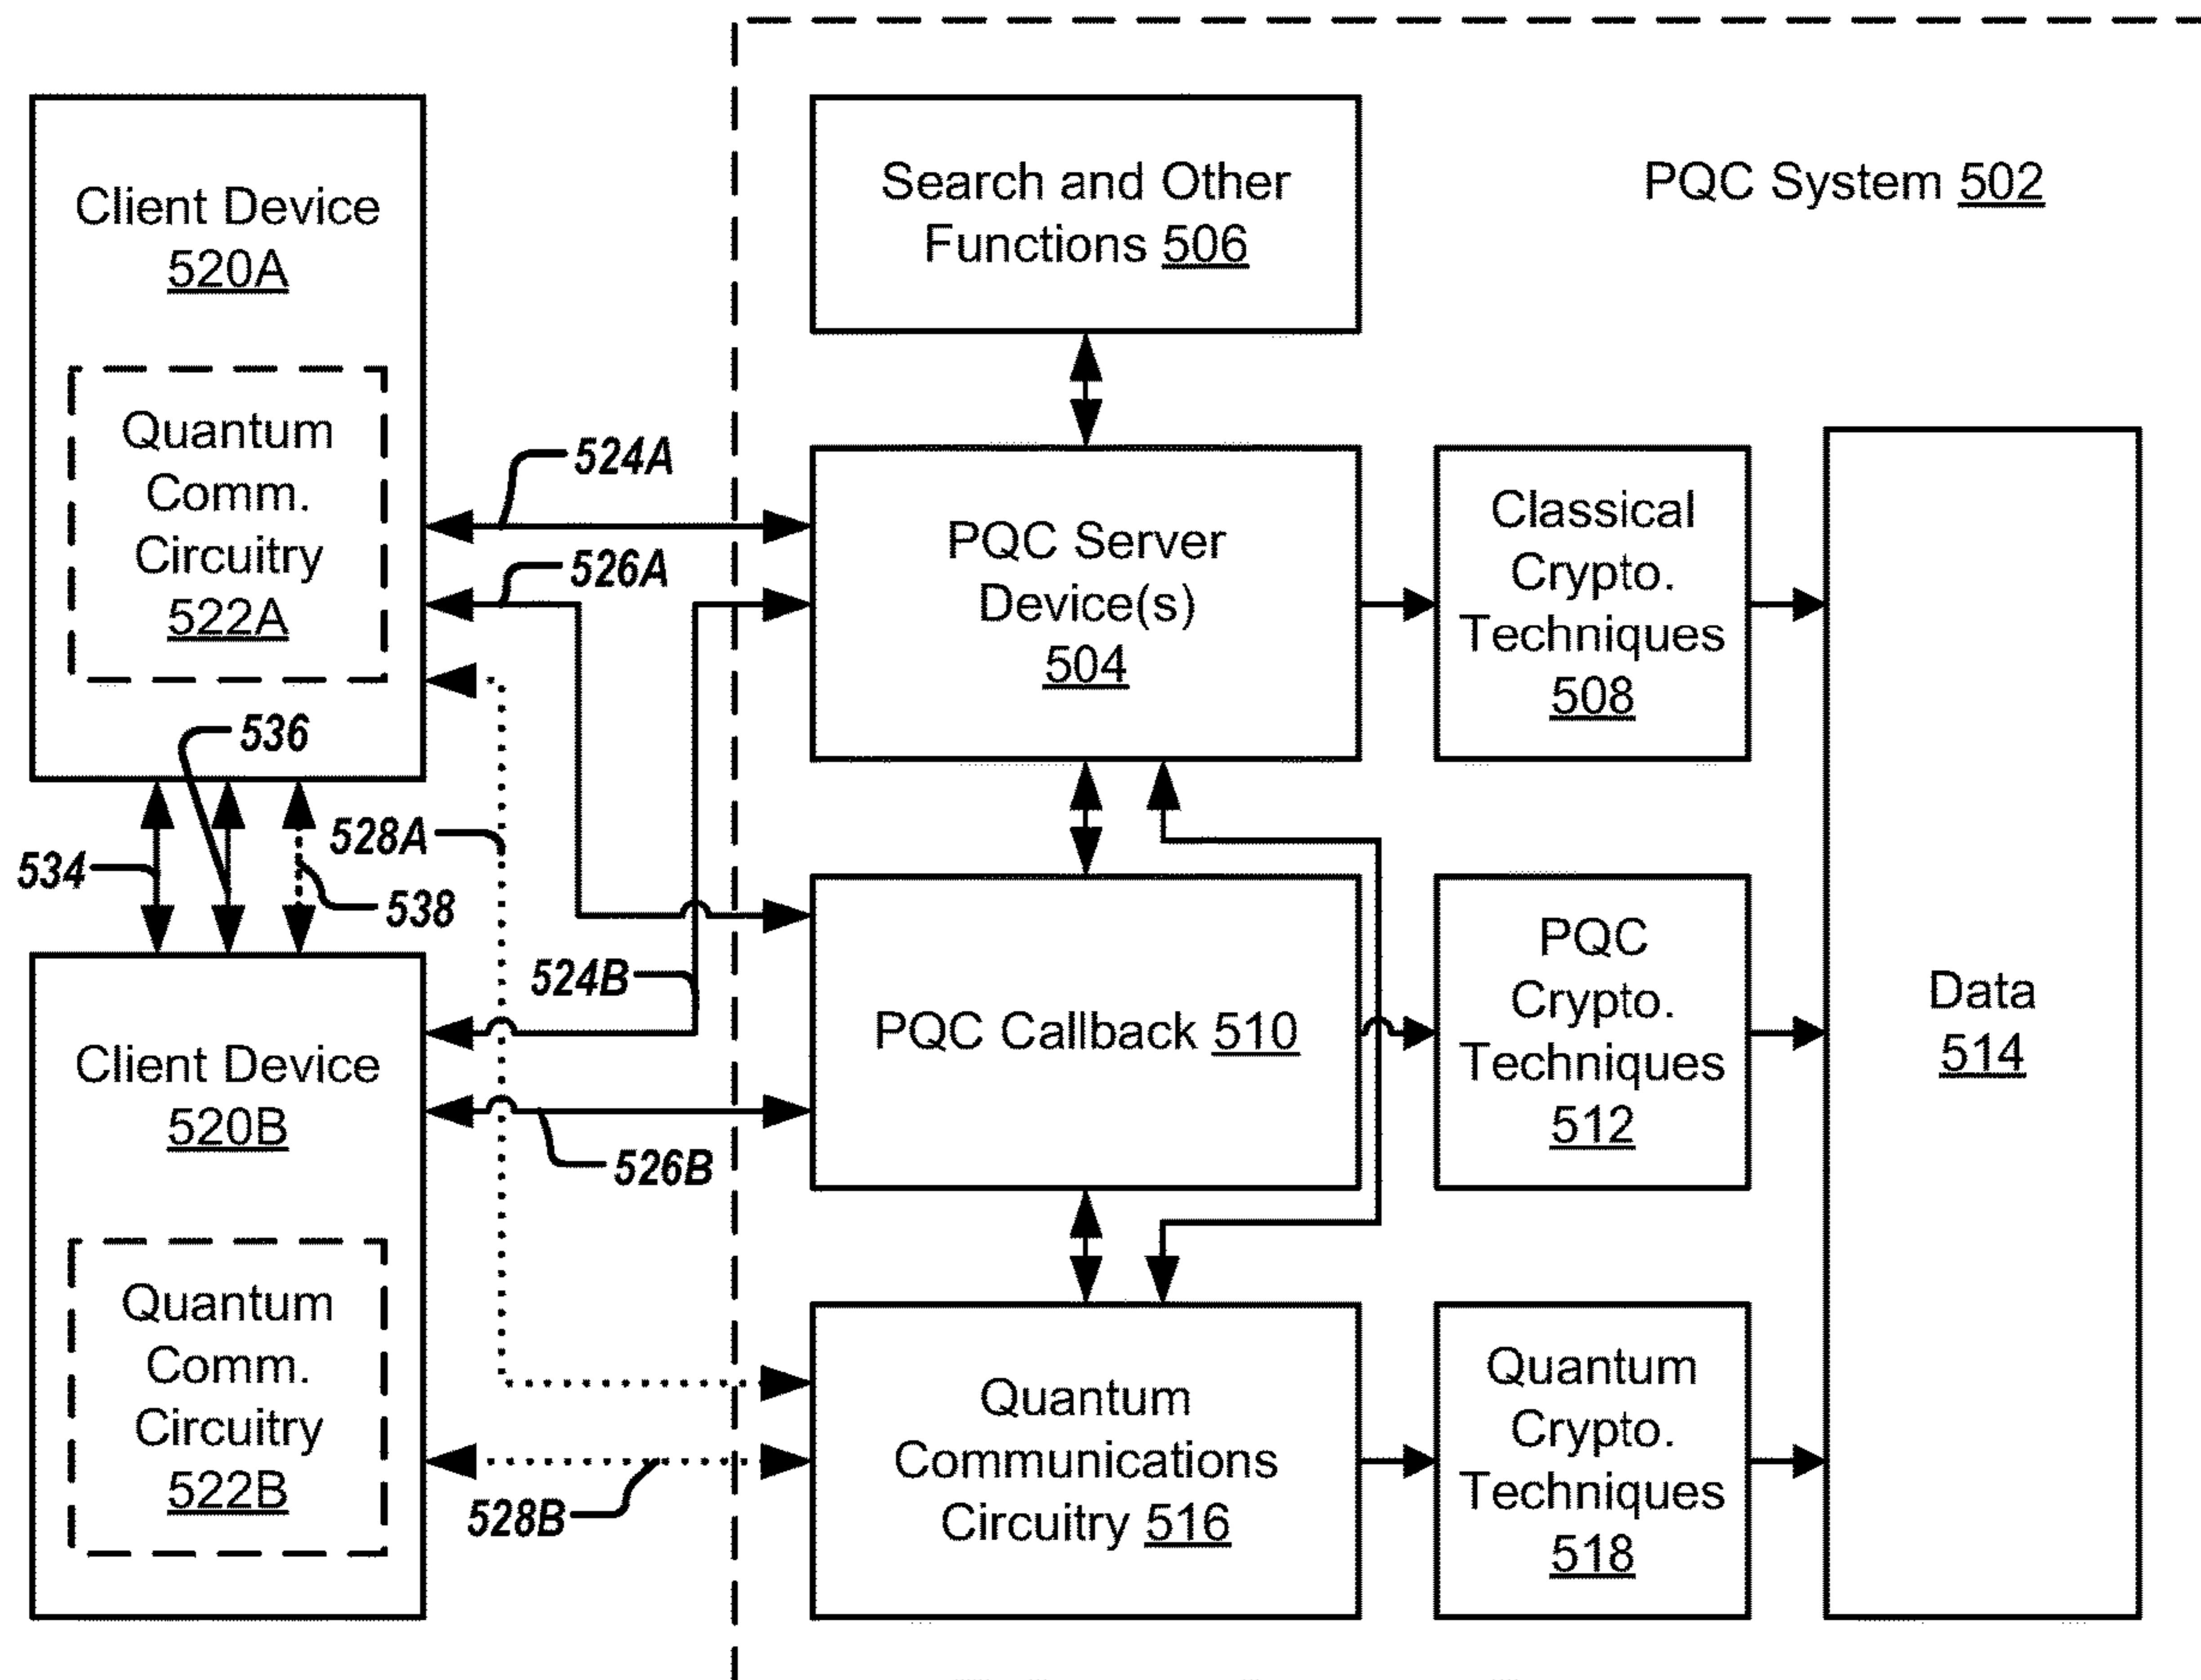 Client Device
520A
Quantum
Comm.
Circuitry
522A
Search and Other
Functions 506
PQC System 502
524A
526A
PQC Server
Device(s)
504
Classical
Crypto.
Techniques
508
536
528A
534
538
524B
PQC Callback 510
PQC
Crypto.
Techniques
512
Data
514
Client Device
520B
526B
Quantum
Comm.
Circuitry
522B
528B
Quantum
Communications
Circuitry 516
Quantum
Crypto.
Techniques
518